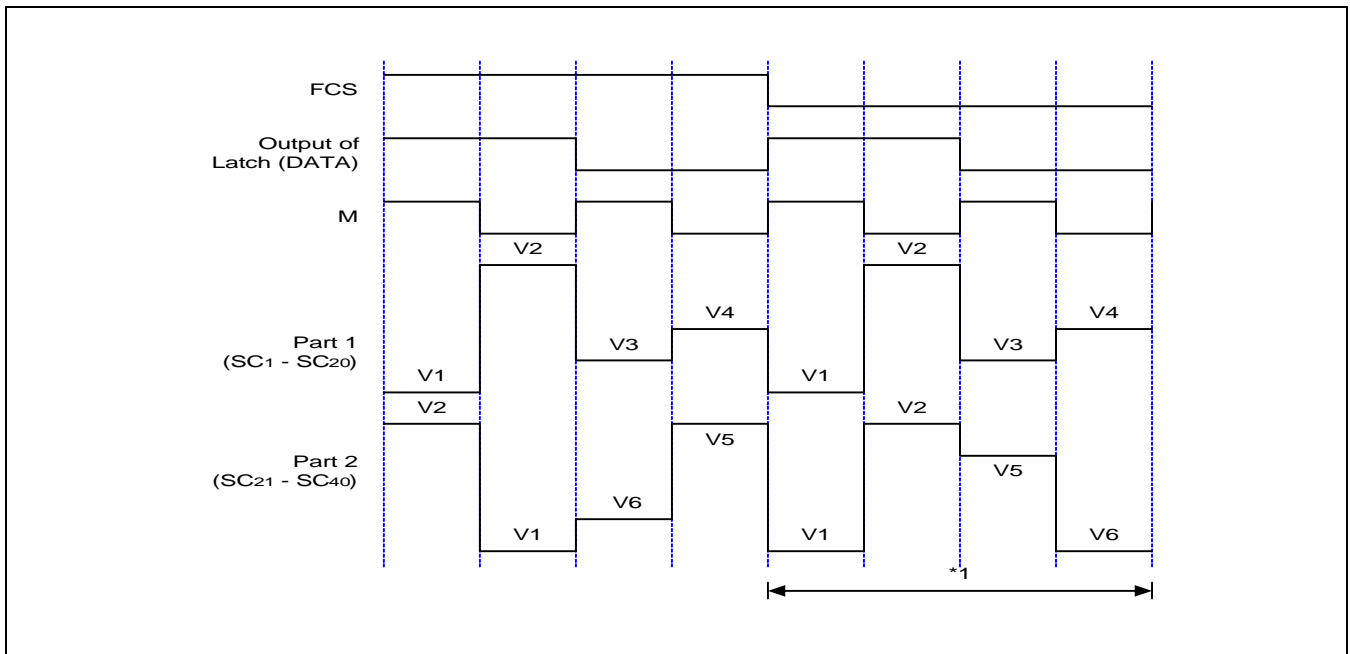 FCS
Output of
Latch (DATA)
M
V2
V2
V4
V4
Part 1
(SC1 - SC20)
V3
V3
V1
V1
V2
V2
V5
Part 2
(SC21 - SC40)
V5
V6
V1
V1
V6
*1